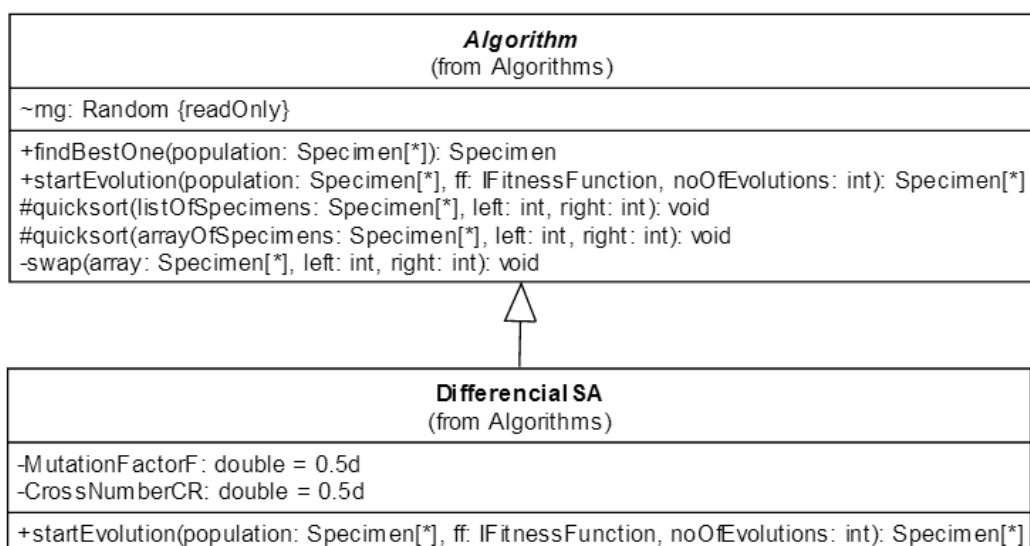 Algorithm
(from Algorithms)
~rng: Random {readOnly}
+findBestOne(population: Specimen[*]): Specimen
+startEvolution(population: Specimen[*], ff: IFitnessFunction, noOfEvolutions: int): Specimen[*]
#quicksort(listOfSpecimens: Specimen[*], left: int, right: int): void
#quicksort(arrayOfSpecimens: Specimen[*], left: int, right: int): void
-swap(array: Specimen[*], left: int, right: int): void
DifferencialSA
(from Algorithms)
-MutationFactorF: double = 0.5d
-CrossNumberCR: double = 0.5d
+startEvolution(population: Specimen[*], ff: IFitnessFunction, noOfEvolutions: int): Specimen[*]